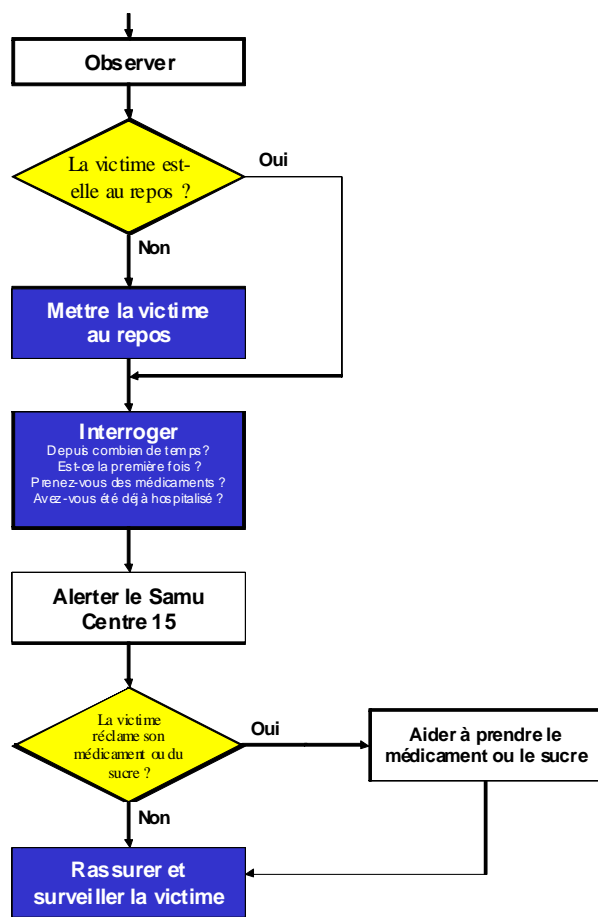 Observer
La victime est-
elle au repos ?
Oui
Non
Mettre la victime
au repos
Interroger
Depuis combien de temps?
Est-ce la première fois ?
Prenez-vous des médicaments ?
Avez-vous été déjà hospitalisé ?
Alerter le Samu
Centre 15
La victime
réclame son
médicament ou du
sucre ?
Oui
Aider à prendre le
médicament ou le sucre
Non
Rassurer et
surveiller la victime